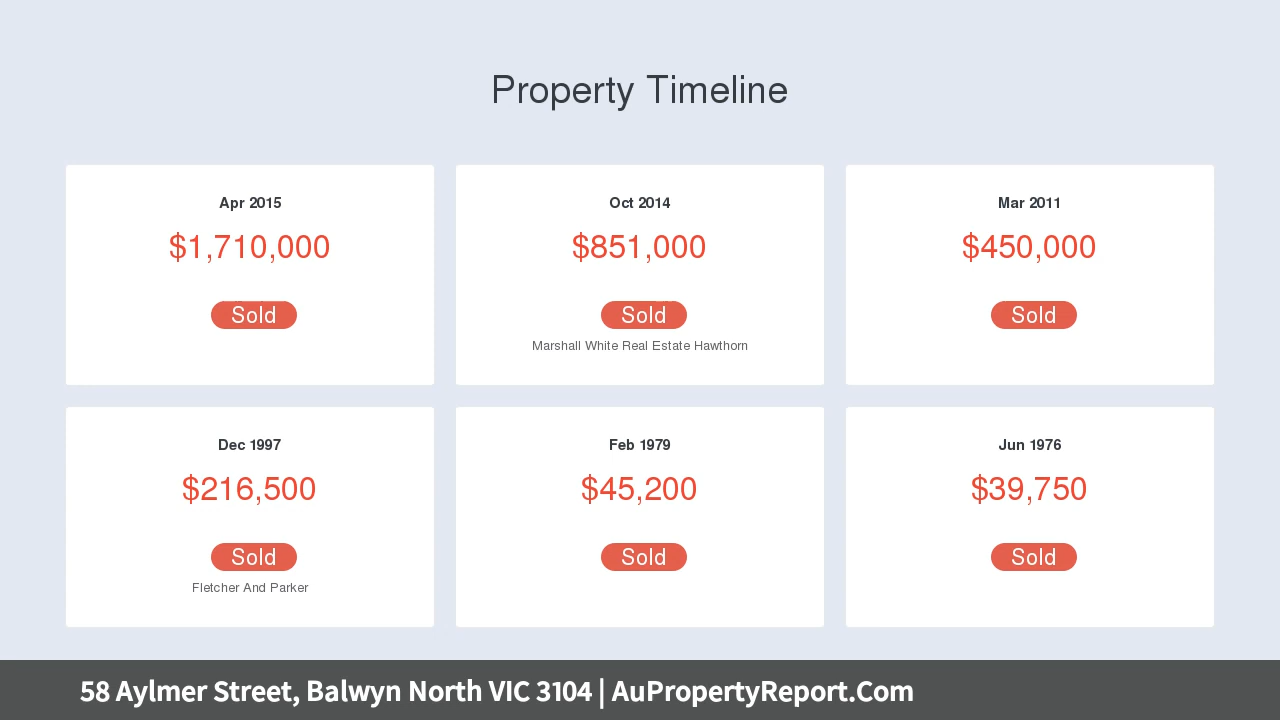 Property Timeline
Apr 2015
$1,710,000
Sold
Oct 2014
$851,000
Sold
Marshall White Real Estate Hawthorn
Mar 2011
$450,000
Sold
Dec 1997
$216,500
Sold
Fletcher And Parker
Feb 1979
$45,200
Sold
Jun 1976
$39,750
Sold
58 Aylmer Street, Balwyn North VIC 3104 | AuPropertyReport.Com